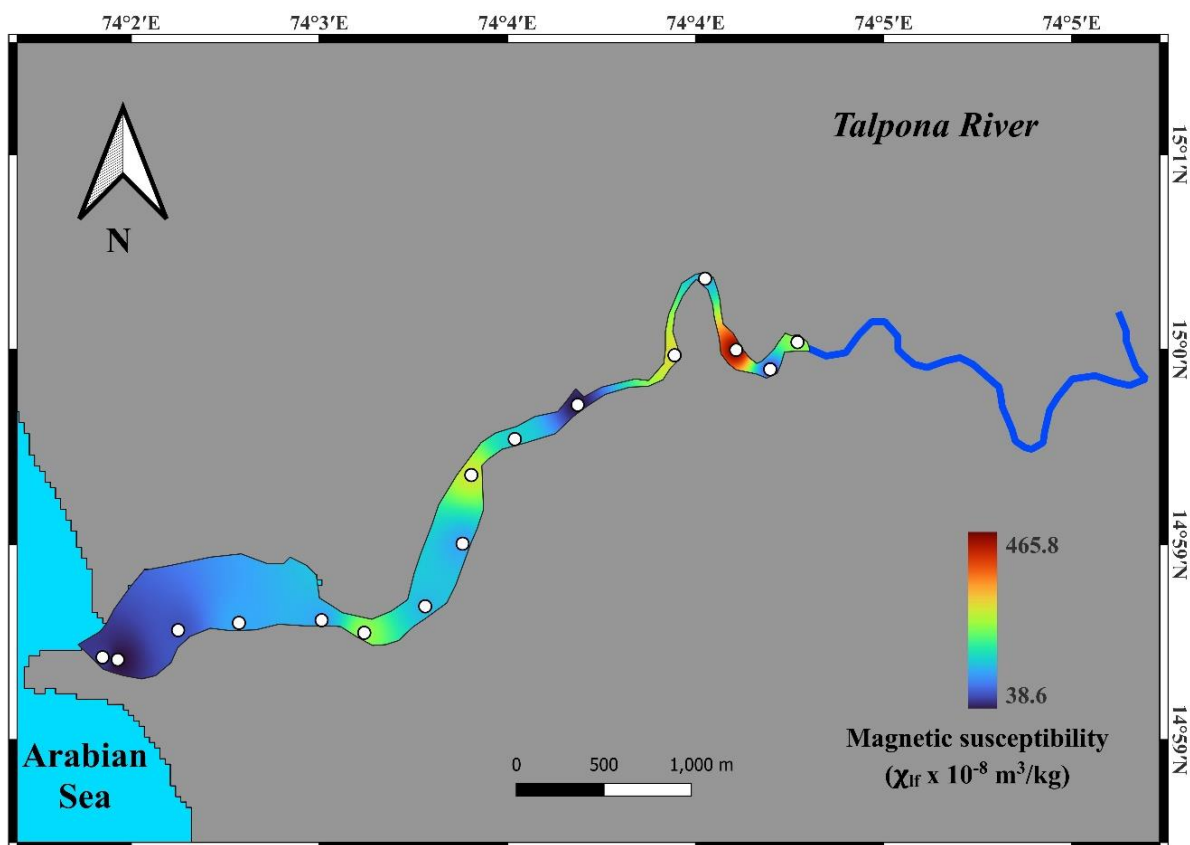 74°2′E 74°3′E 74°4′E 74°4′E 74°5′E 74°5′E
Talpona River
N
15°1′N
15°0′N
14°59′N
14°59′N
465.8
38.6
Magnetic susceptibility
(χlf x 10⁻⁸ m³/kg)
0 500 1,000 m
Arabian
Sea